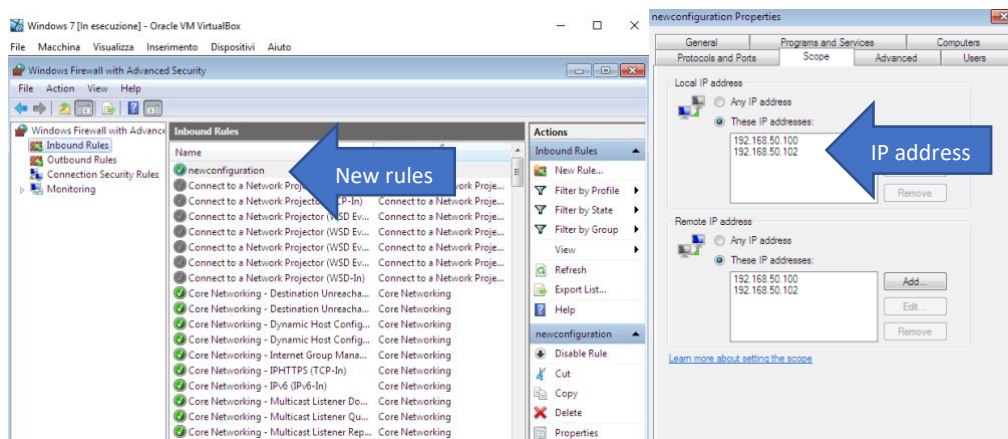 Windows 7 [In esecuzione] - Oracle VM VirtualBox
File Macchina Visualizza Inserimento Dispositivi Aiuto
Windows Firewall with Advanced Security
File Action View Help
Windows Firewall with Advance
Inbound Rules
Outbound Rules
Connection Security Rules
Monitoring
Inbound Rules
Name
newconfiguration
Connect to a Network Proj
Connect to a Network Project CP-In) Connect to a Network Proje...
Connect to a Network Projector (WSD Ev... Connect to a Network Proje...
Connect to a Network Projector (WSD Ev... Connect to a Network Proje...
Connect to a Network Projector (WSD Ev... Connect to a Network Proje...
Connect to a Network Projector (WSD Ev... Connect to a Network Proje...
Connect to a Network Projector (WSD-In) Connect to a Network Proje...
Core Networking - Destination Unreacha... Core Networking
Core Networking - Destination Unreacha... Core Networking
Core Networking - Dynamic Host Config... Core Networking
Core Networking - Dynamic Host Config... Core Networking
Core Networking - Internet Group Mana... Core Networking
Core Networking - IPHTTPS (TCP-In) Core Networking
Core Networking - IPv6 (IPv6-In) Core Networking
Core Networking - Multicast Listener Do... Core Networking
Core Networking - Multicast Listener Qu... Core Networking
Core Networking - Multicast Listener Rep... Core Networking
New rules
Actions
Inbound Rules
New Rule...
Filter by Profile
Filter by State
Filter by Group
View
Refresh
Export List...
Help
newconfiguration
Disable Rule
Cut
Copy
Delete
Properties
newconfiguration Properties
General Programs and Services Computers
Protocols and Ports Scope Advanced Users
Local IP address
Any IP address
These IP addresses:
192.168.50.100
192.168.50.102
IP address
Remove
Remote IP address
Any IP address
These IP addresses:
192.168.50.100
192.168.50.102
Add...
Edit...
Remove
Learn more about setting the scope